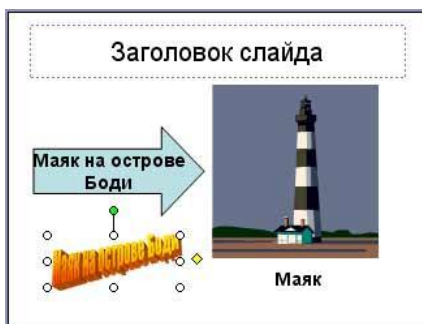 Заголовок слайда
Маяк на острове
Боди
Маяк на острове Боди
Маяк